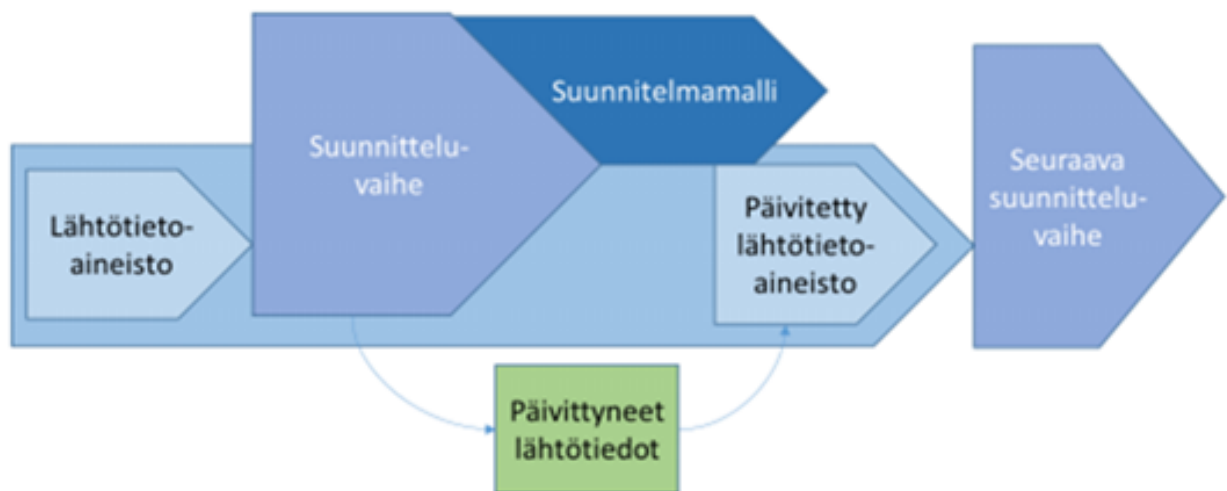 Suunnitelmamalli
Suunnittelu-
vaihe
Seuraava
suunnittelu-
vaihe
Lähtötieto-
aineisto
Päivitetty
lähtötieto-
aineisto
Päivittyneet
lähtötiedot